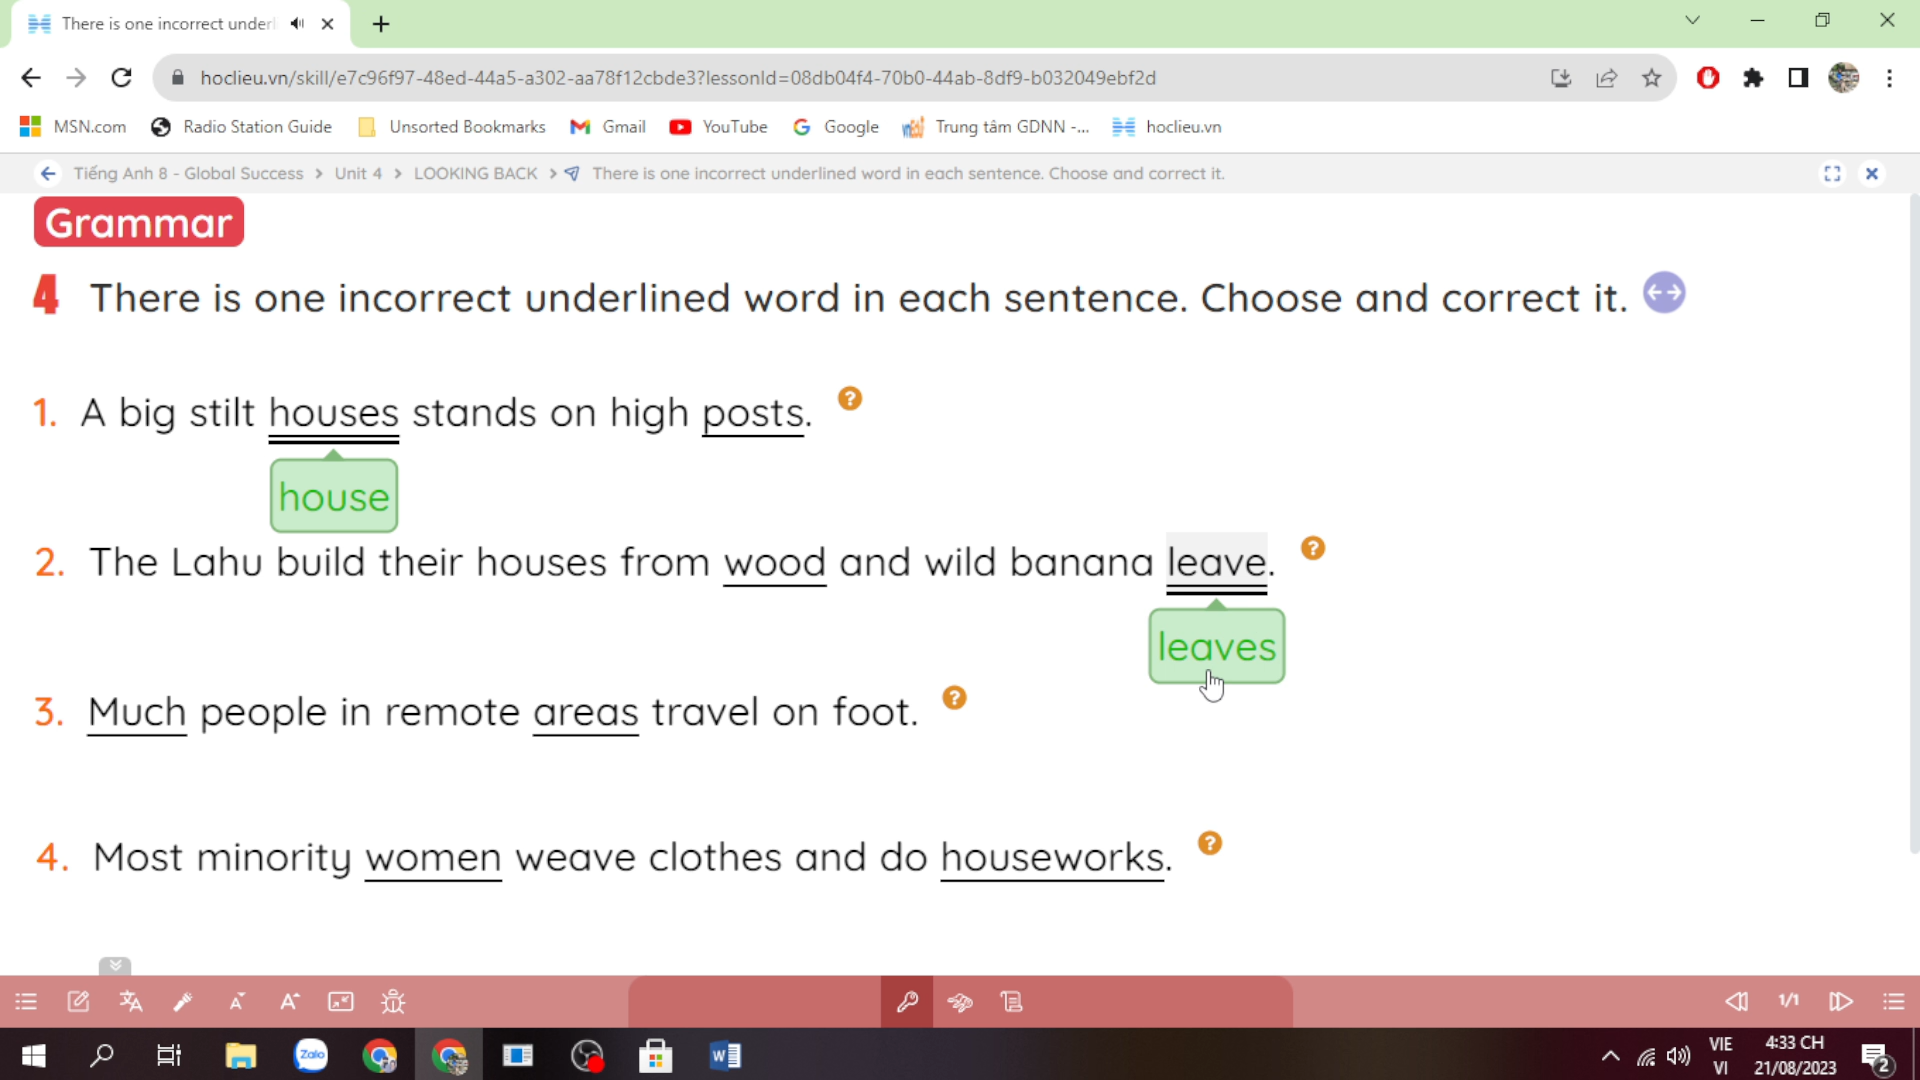 There is one incorrect underl
hoclieu.vn/skill/e7c96f97-48ed-44a5-a302-aa78f12cbde3?lessonId=08db04f4-70b0-44ab-8df9-b032049ebf2d
MSN.com Radio Station Guide Unsorted Bookmarks Gmail YouTube Google Trung tâm GDNN -... hoclieu.vn
Tiếng Anh 8 - Global Success > Unit 4 > LOOKING BACK > There is one incorrect underlined word in each sentence. Choose and correct it.
Grammar
4 There is one incorrect underlined word in each sentence. Choose and correct it.
1. A big stilt houses stands on high posts. ?
house
2. The Lahu build their houses from wood and wild banana leave. ?
leaves
3. Much people in remote areas travel on foot. ?
4. Most minority women weave clothes and do houseworks. ?
1/1
Zalo
VIE
VI
4:33 CH
21/08/2023
2